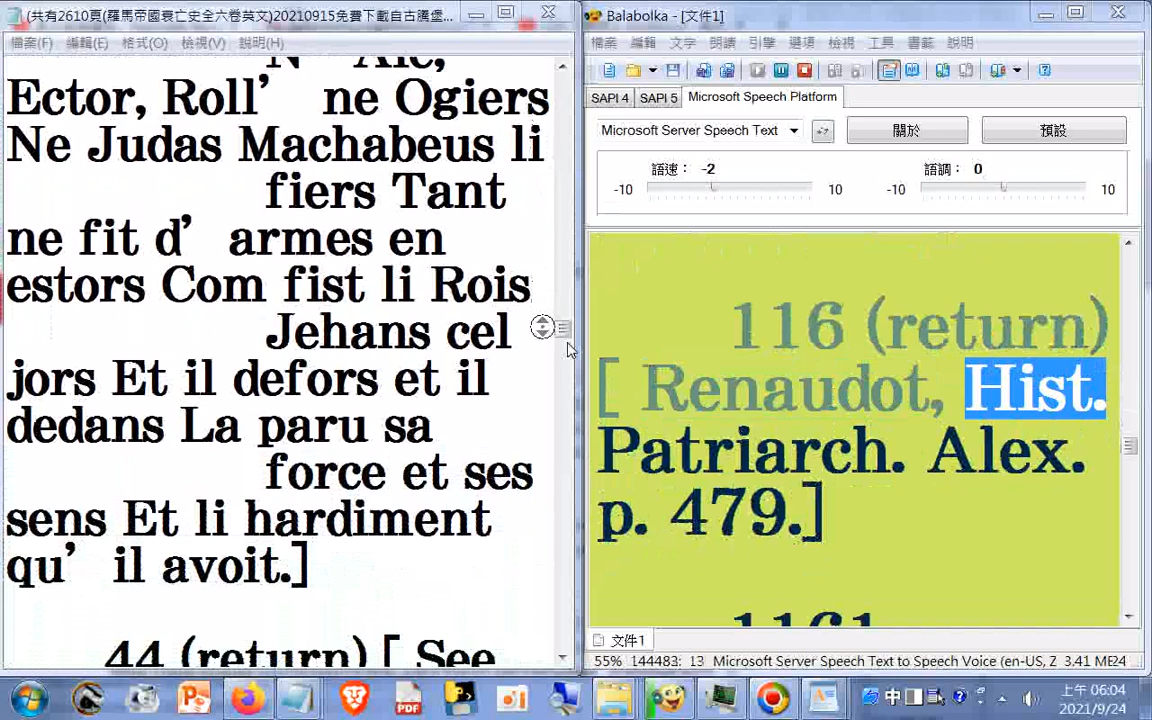 (共有2610頁(羅馬帝國衰亡史全六卷英文)20210915免費下載自古騰堡...
檔案(F) 編輯(E) 格式(O) 檢視(V) 說明(H)
Ector, Roll’ ne Ogiers
Ne Judas Machabeus li
fiers Tant
ne fit d’ armes en
estors Com fist li Rois
Jehans cel
jors Et il defors et il
dedans La paru sa
force et ses
sens Et li hardiment
qu’ il avoit.]
44 (return) [ See
Balabolka - [文件1]
檔案 編輯 文字 朗讀 引擎 選項 檢視 工具 書籤 說明
SAPI 4 SAPI 5 Microsoft Speech Platform
Microsoft Server Speech Text 關於 預設
語速： -2 語調： 0
-10 10 -10 10
116 (return)
[ Renaudot, Hist.
Patriarch. Alex.
p. 479.]
1161
文件1
55% 144483: 13 Microsoft Server Speech Text to Speech Voice (en-US, Z 3.41 ME24
中
上午 06:04
2021/9/24